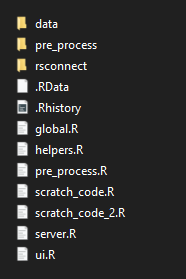 data
pre_process
rsconnect
.RData
.Rhistory
global.R
helpers.R
pre_process.R
scratch_code.R
scratch_code_2.R
server.R
ui.R